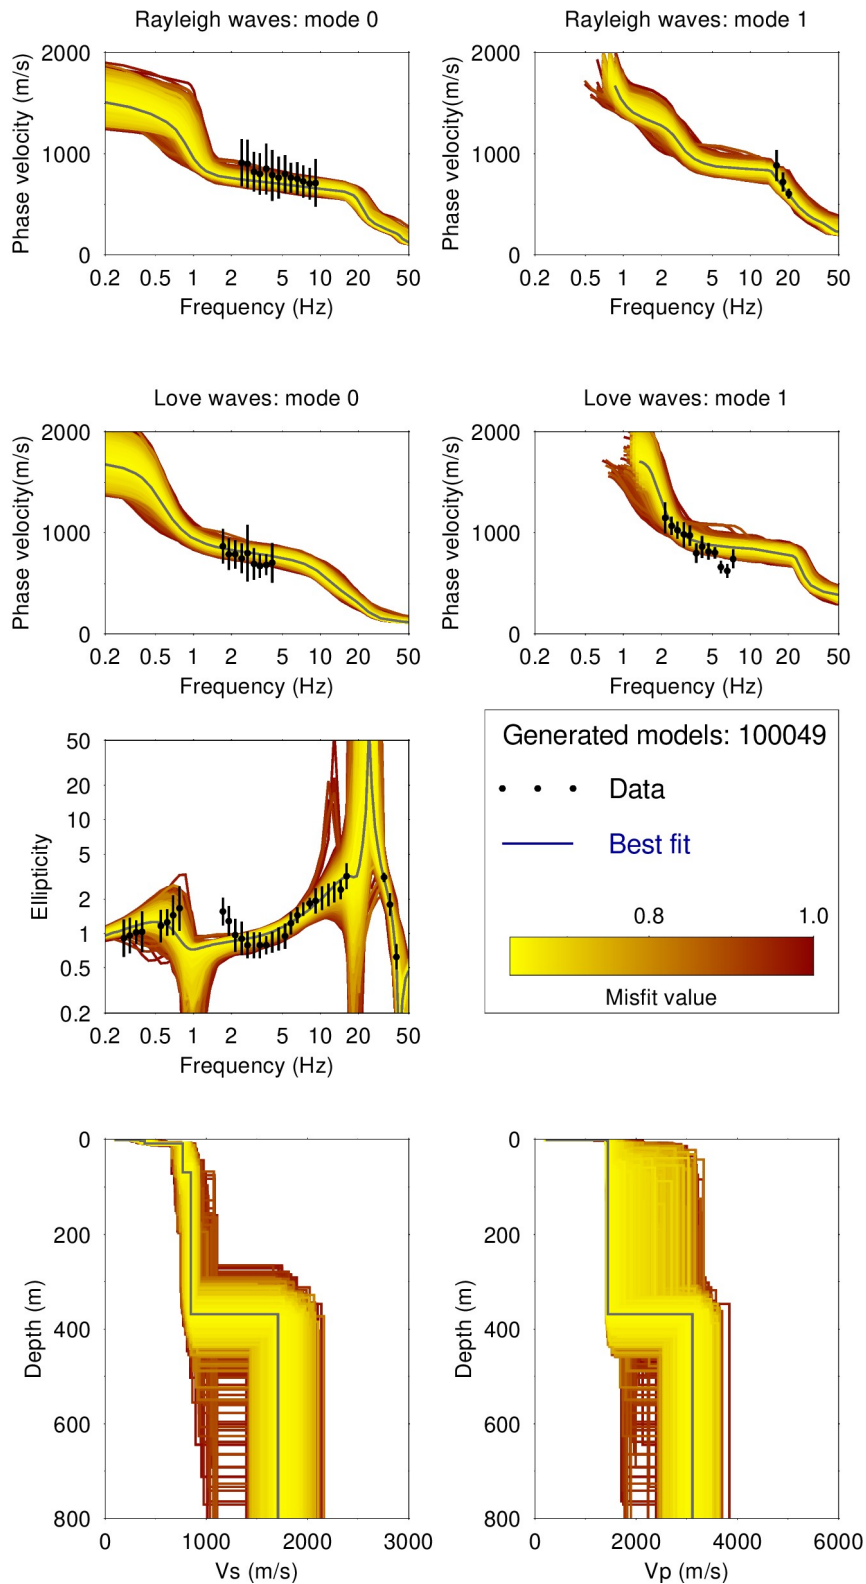 Rayleigh waves: mode 0
2000
1000
0
Phase velocity (m/s)
0.2 0.5 1 2 5 10 20 50
Frequency (Hz)
Rayleigh waves: mode 1
2000
1000
0
Phase velocity(m/s)
0.2 0.5 1 2 5 10 20 50
Frequency (Hz)
Love waves: mode 0
2000
1000
0
Phase velocity(m/s)
0.2 0.5 1 2 5 10 20 50
Frequency (Hz)
Love waves: mode 1
2000
1000
0
Phase velocity(m/s)
0.2 0.5 1 2 5 10 20 50
Frequency (Hz)
50
20
10
5
2
1
0.5
0.2
Ellipticity
0.2 0.5 1 2 5 10 20 50
Frequency (Hz)
Generated models: 100049
Data
Best fit
0.8 1.0
Misfit value
0
200
400
600
800
Depth (m)
0 1000 2000 3000
Vs (m/s)
0
200
400
600
800
Depth (m)
0 2000 4000 6000
Vp (m/s)